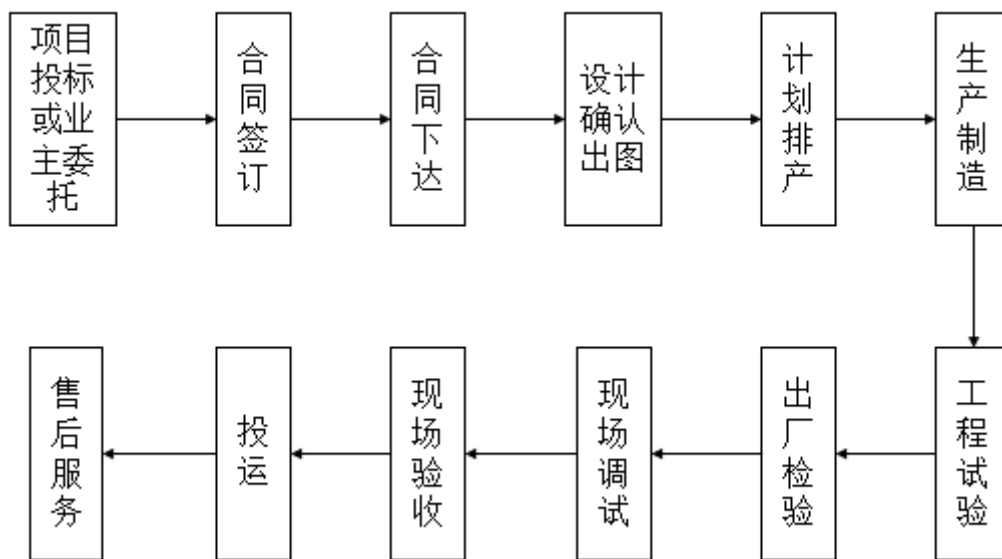 项目
投标
或业
主委
托
合
同
签
订
合
同
下
达
设计
确认
出图
计
划
排
产
生
产
制
造
工
程
试
验
出
厂
检
验
现
场
调
试
现
场
验
收
投
运
售
后
服
务